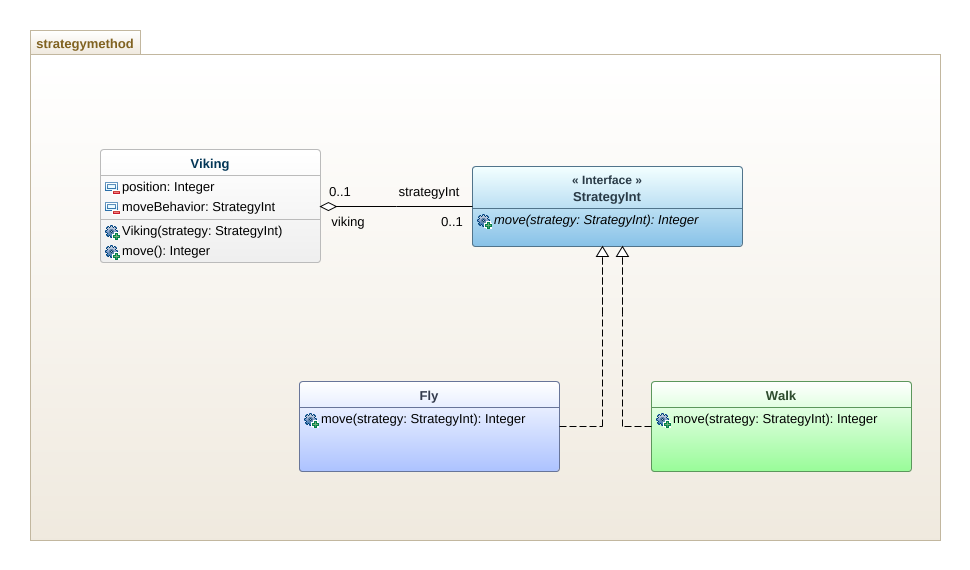 strategymethod
Viking
position: Integer
moveBehavior: StrategyInt
Viking(strategy: StrategyInt)
move(): Integer
0..1
strategyInt
viking
0..1
« Interface »
StrategyInt
move(strategy: StrategyInt): Integer
Fly
move(strategy: StrategyInt): Integer
Walk
move(strategy: StrategyInt): Integer